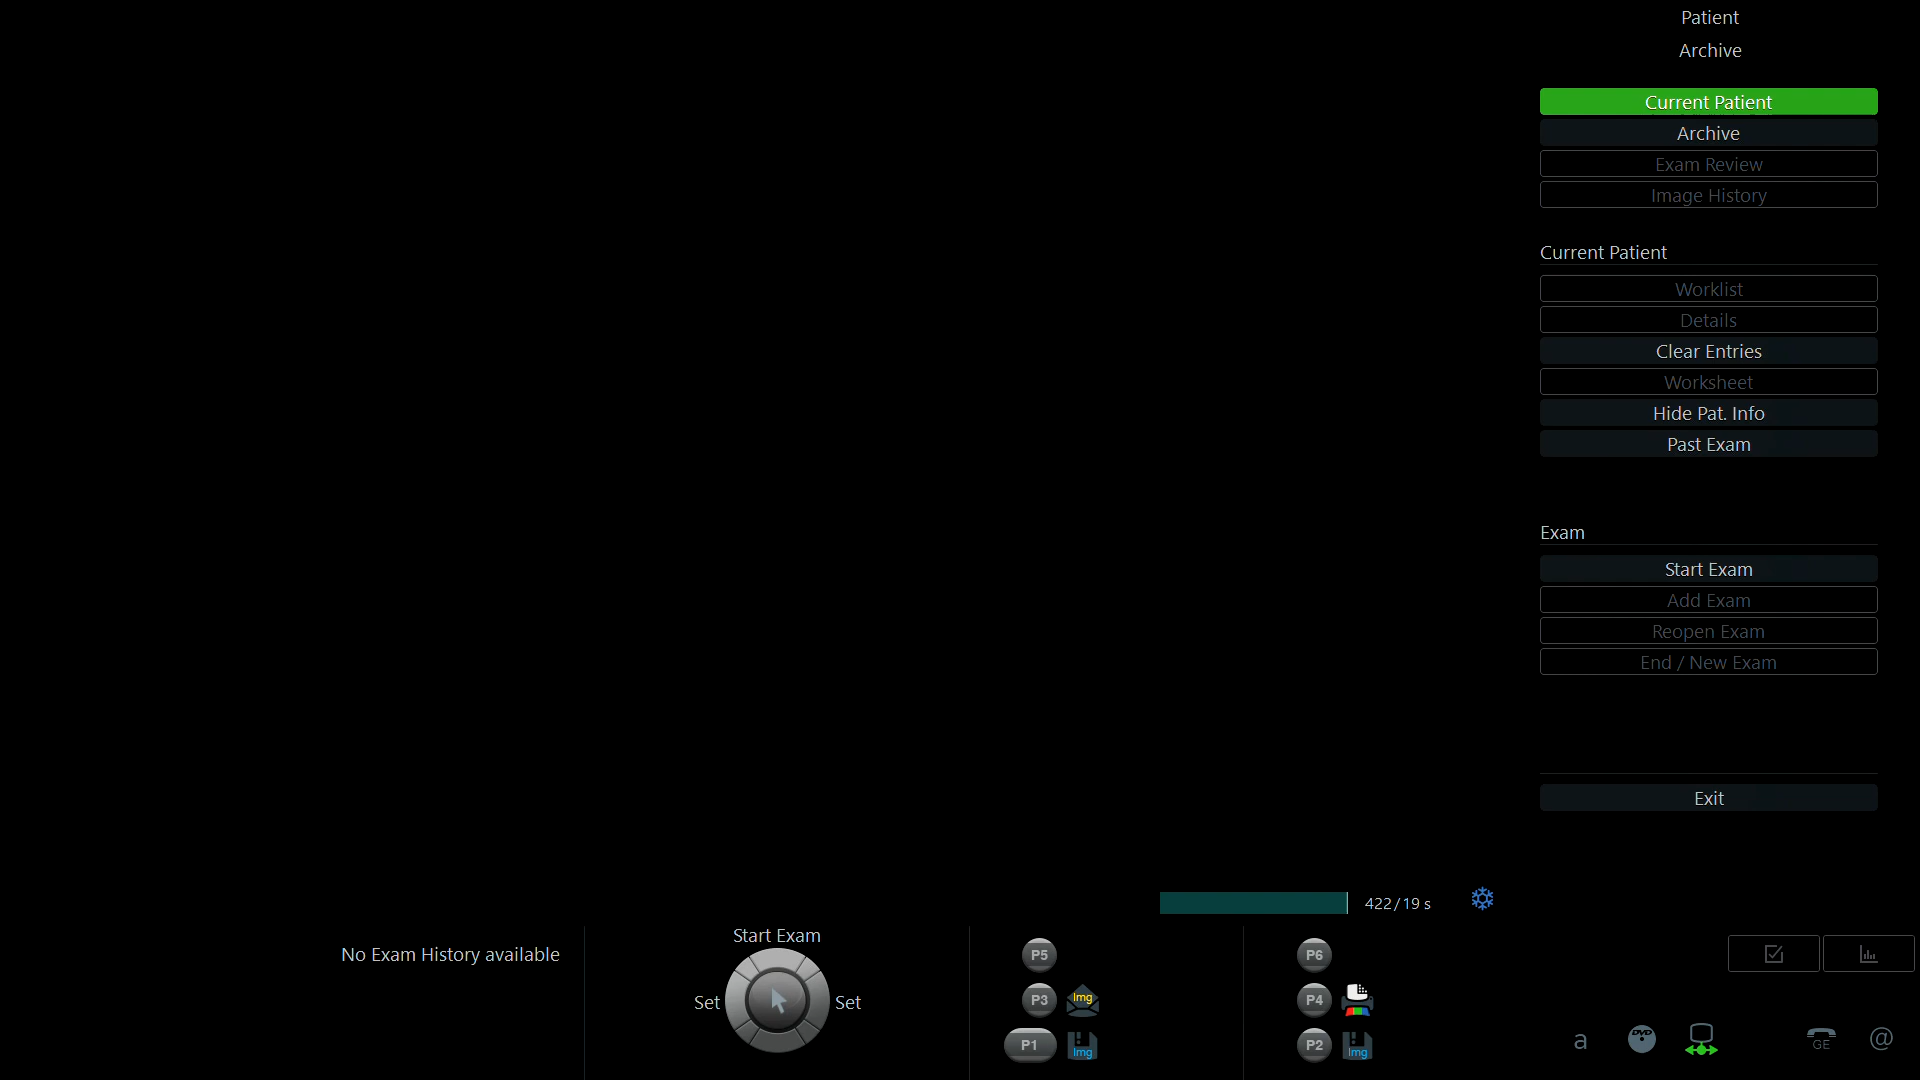 Patient
Archive
Current Patient
Archive
Exam Review
Image History
Current Patient
Worklist
Details
Clear Entries
Worksheet
Hide Pat. Info
Past Exam
Exam
Start Exam
Add Exam
Reopen Exam
End / New Exam
Exit
422/19 s
No Exam History available
Start Exam
Set
Set
P5
P3
Img
P1
Img
P6
P4
P2
Img
a
DVD
GE
@